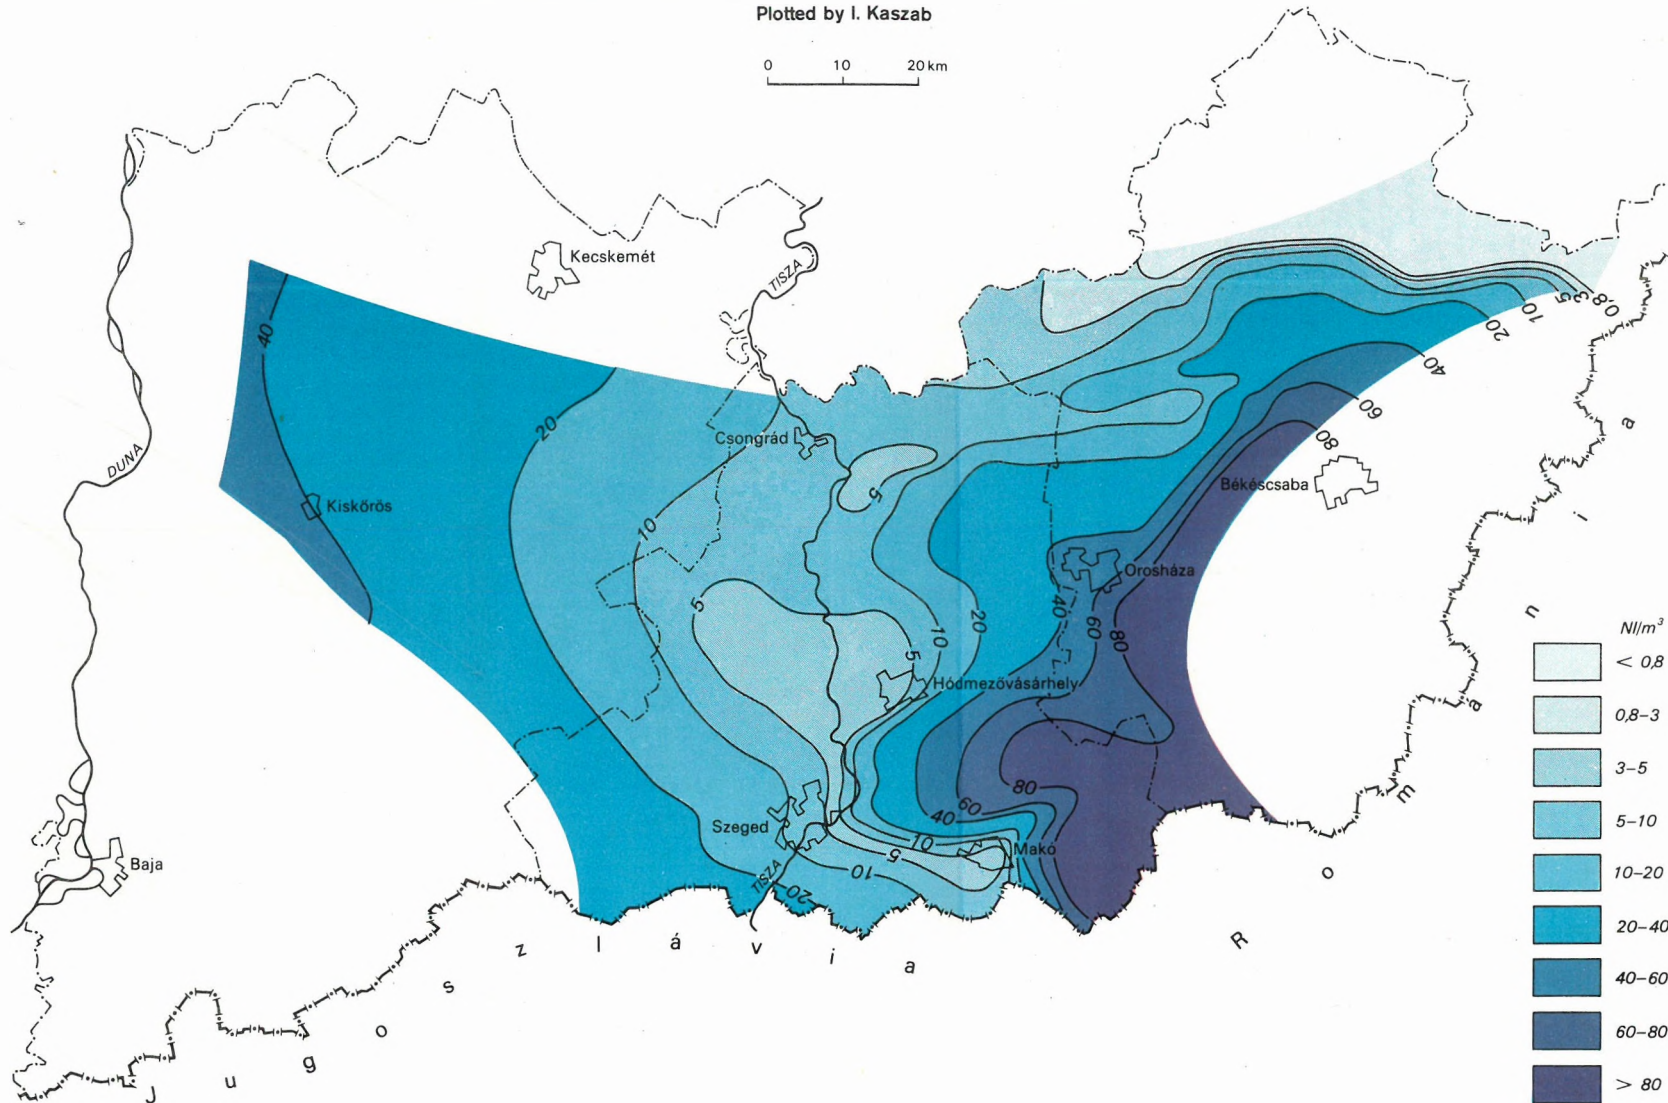 Plotted by I. Kaszab
0 10 20 km
Kecskemét
TISZA
40
20
DUNA
Kiskőrös
Csongrád
5
10
5
0,8
3
5
10
20
40
60
80
Békéscsaba
Orosháza
40
60
80
20
10
5
Hódmezővásárhely
Szeged
Baja
TISZA
20
10
5
10
40
60
80
Makó
Jugoszlávia
Románia
Nl/m³
< 0,8
0,8–3
3–5
5–10
10–20
20–40
40–60
60–80
> 80